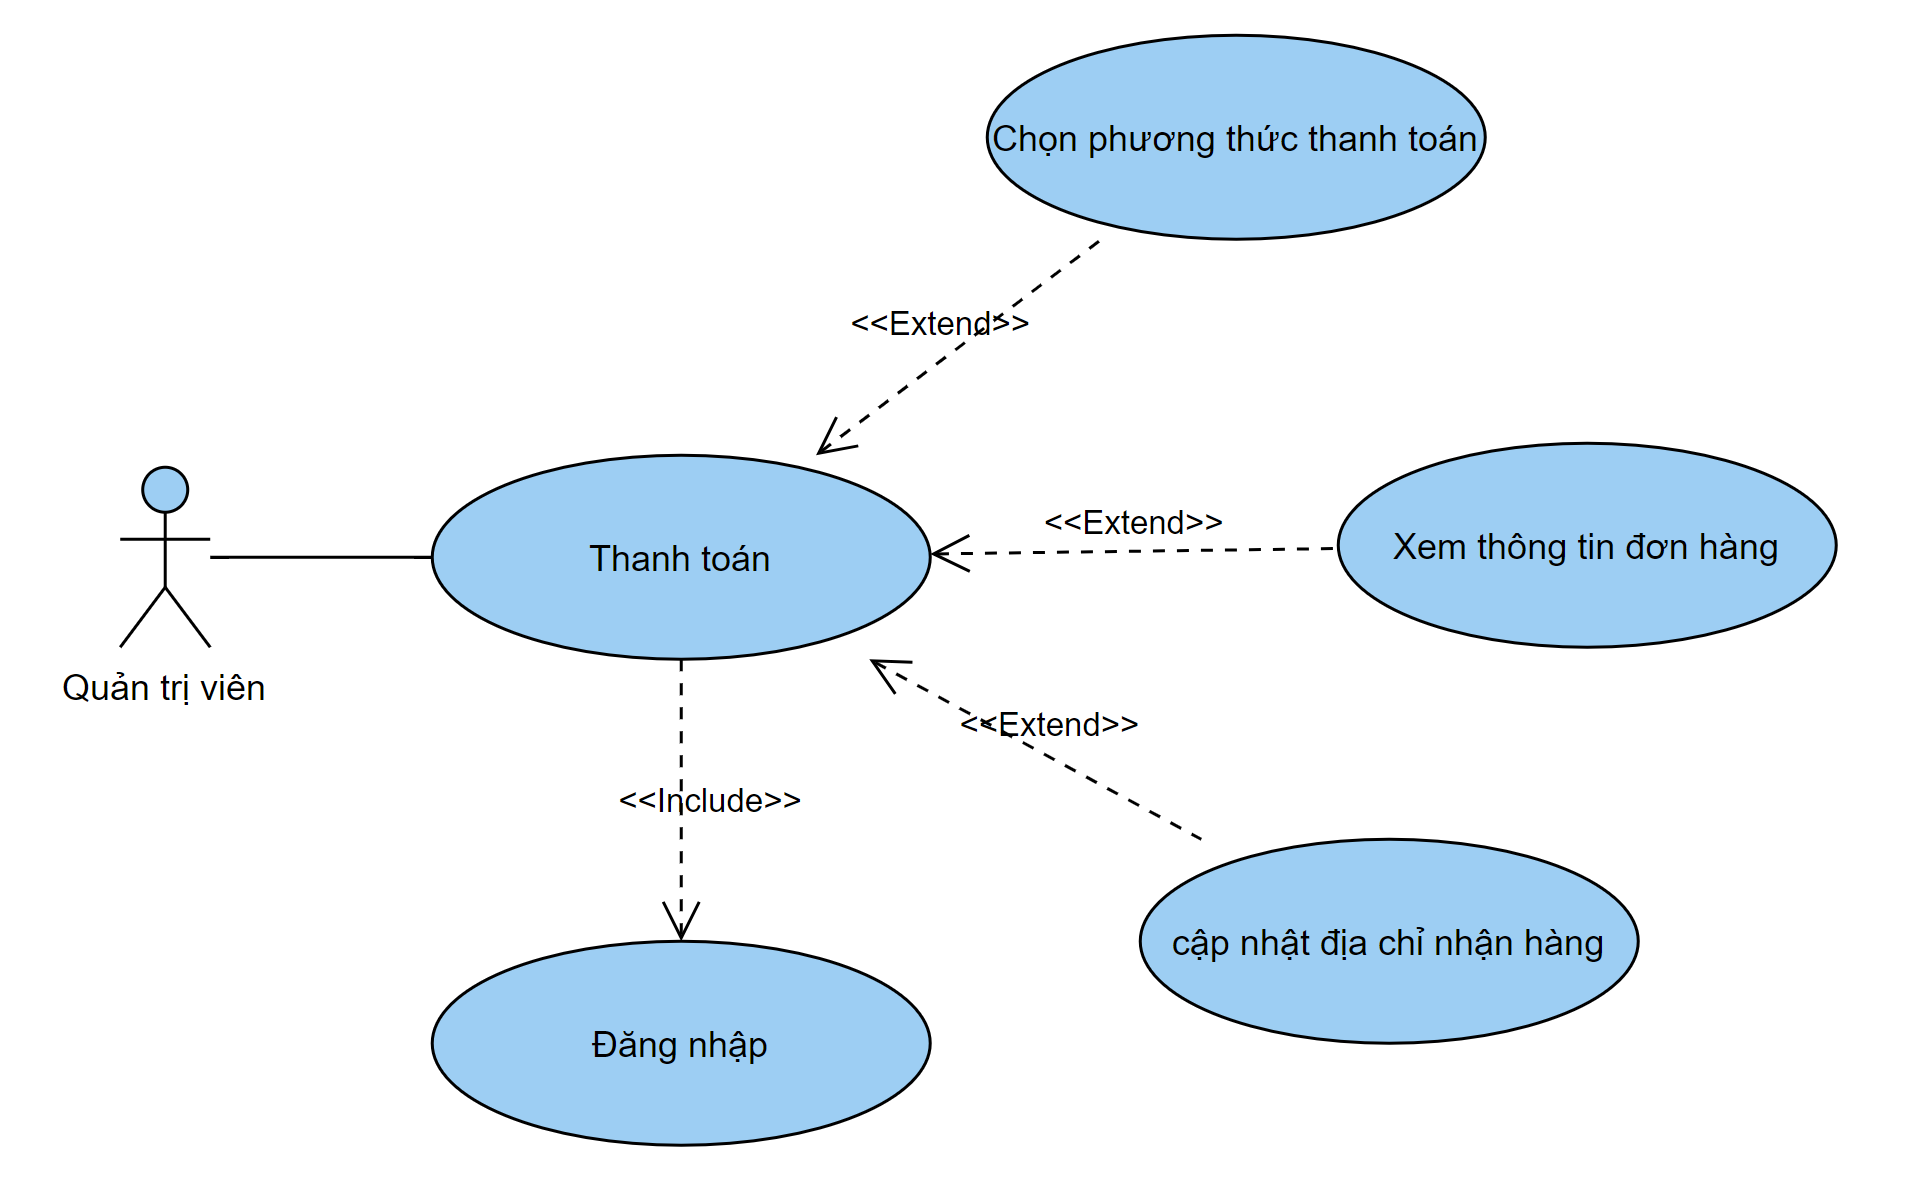 Chọn phương thức thanh toán
<<Extend>>
<<Extend>>
Xem thông tin đơn hàng
Thanh toán
Quản trị viên
<<Extend>>
<<Include>>
cập nhật địa chỉ nhận hàng
Đăng nhập